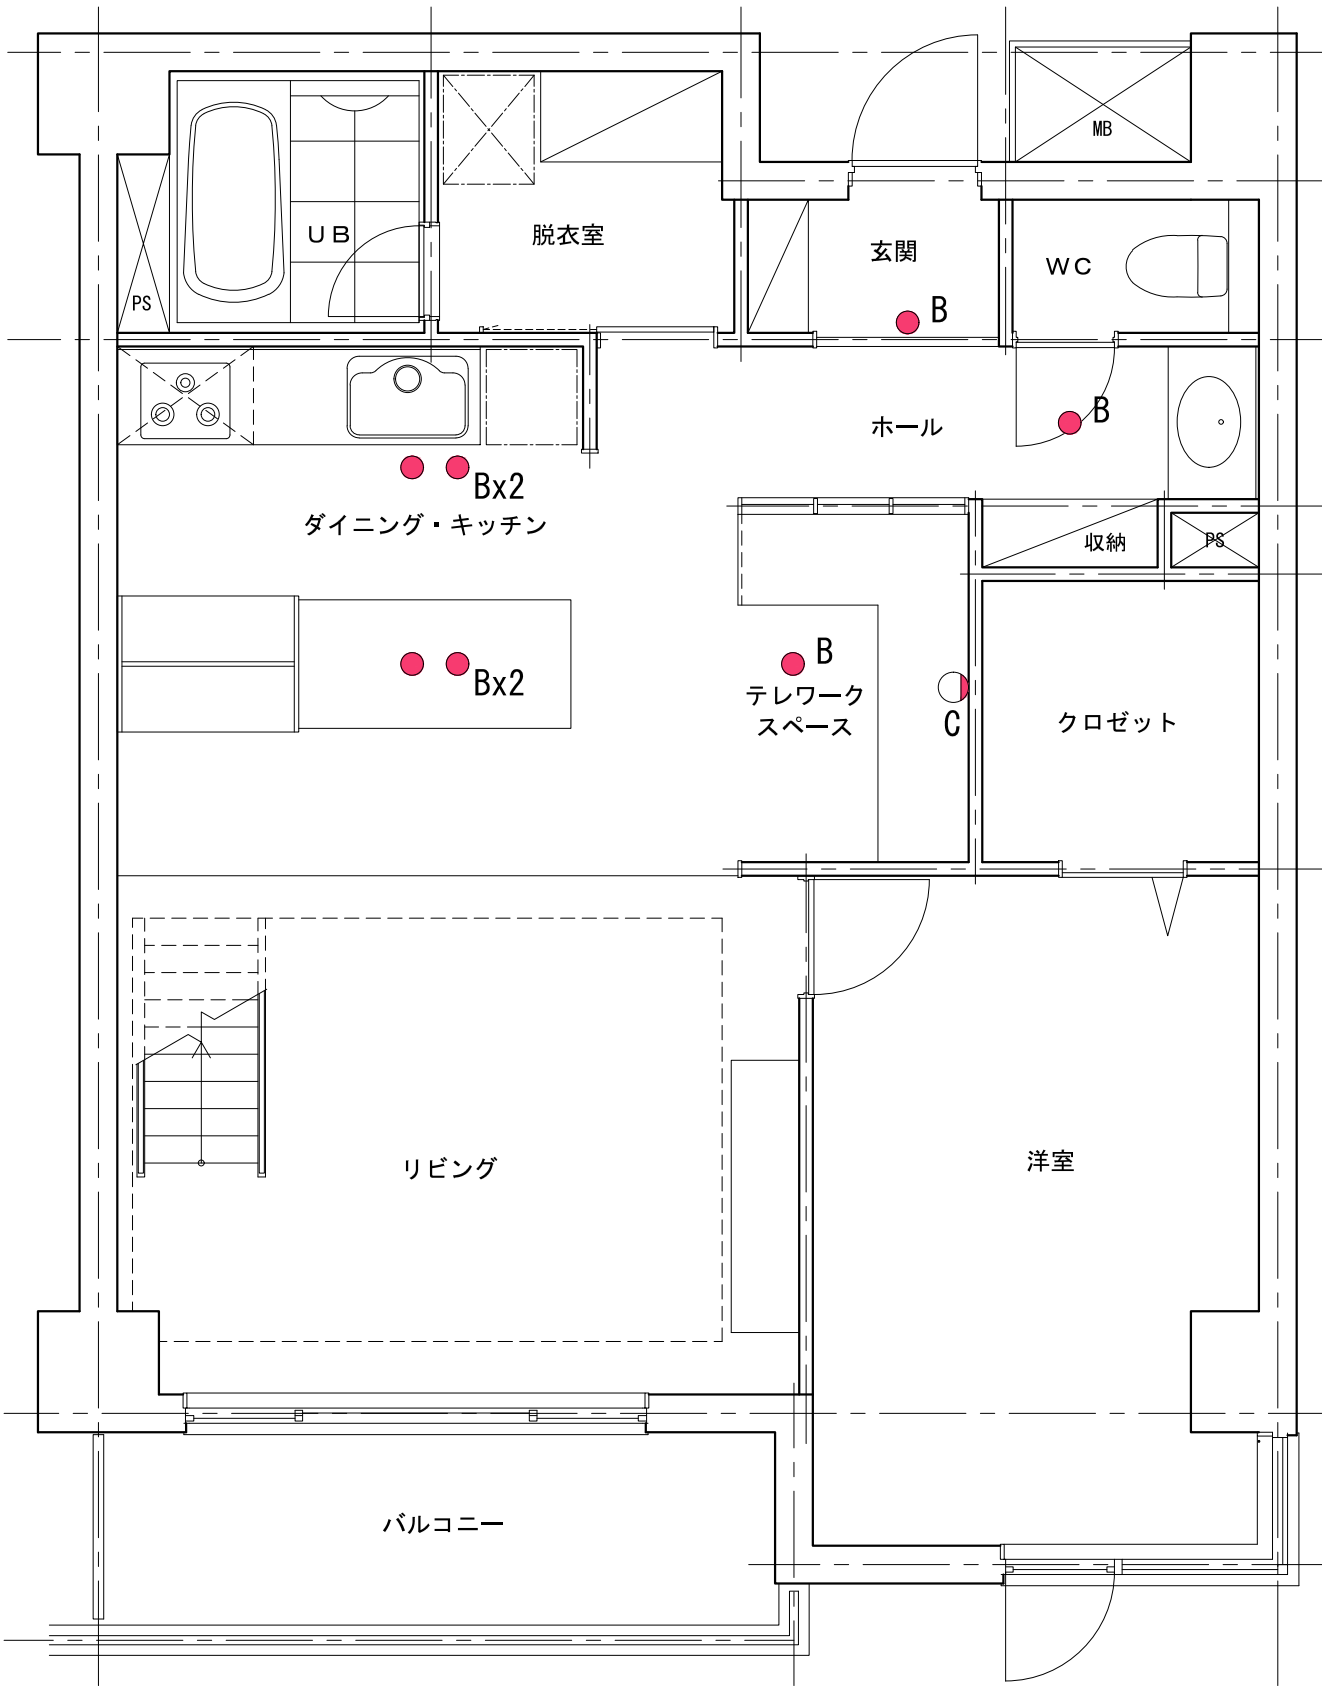 MB
UB
脱衣室
玄関
WC
PS
B
B
ホール
Bx2
ダイニング・キッチン
収納
PS
B
Bx2
テレワーク
スペース
C
クロゼット
リビング
洋室
バルコニー